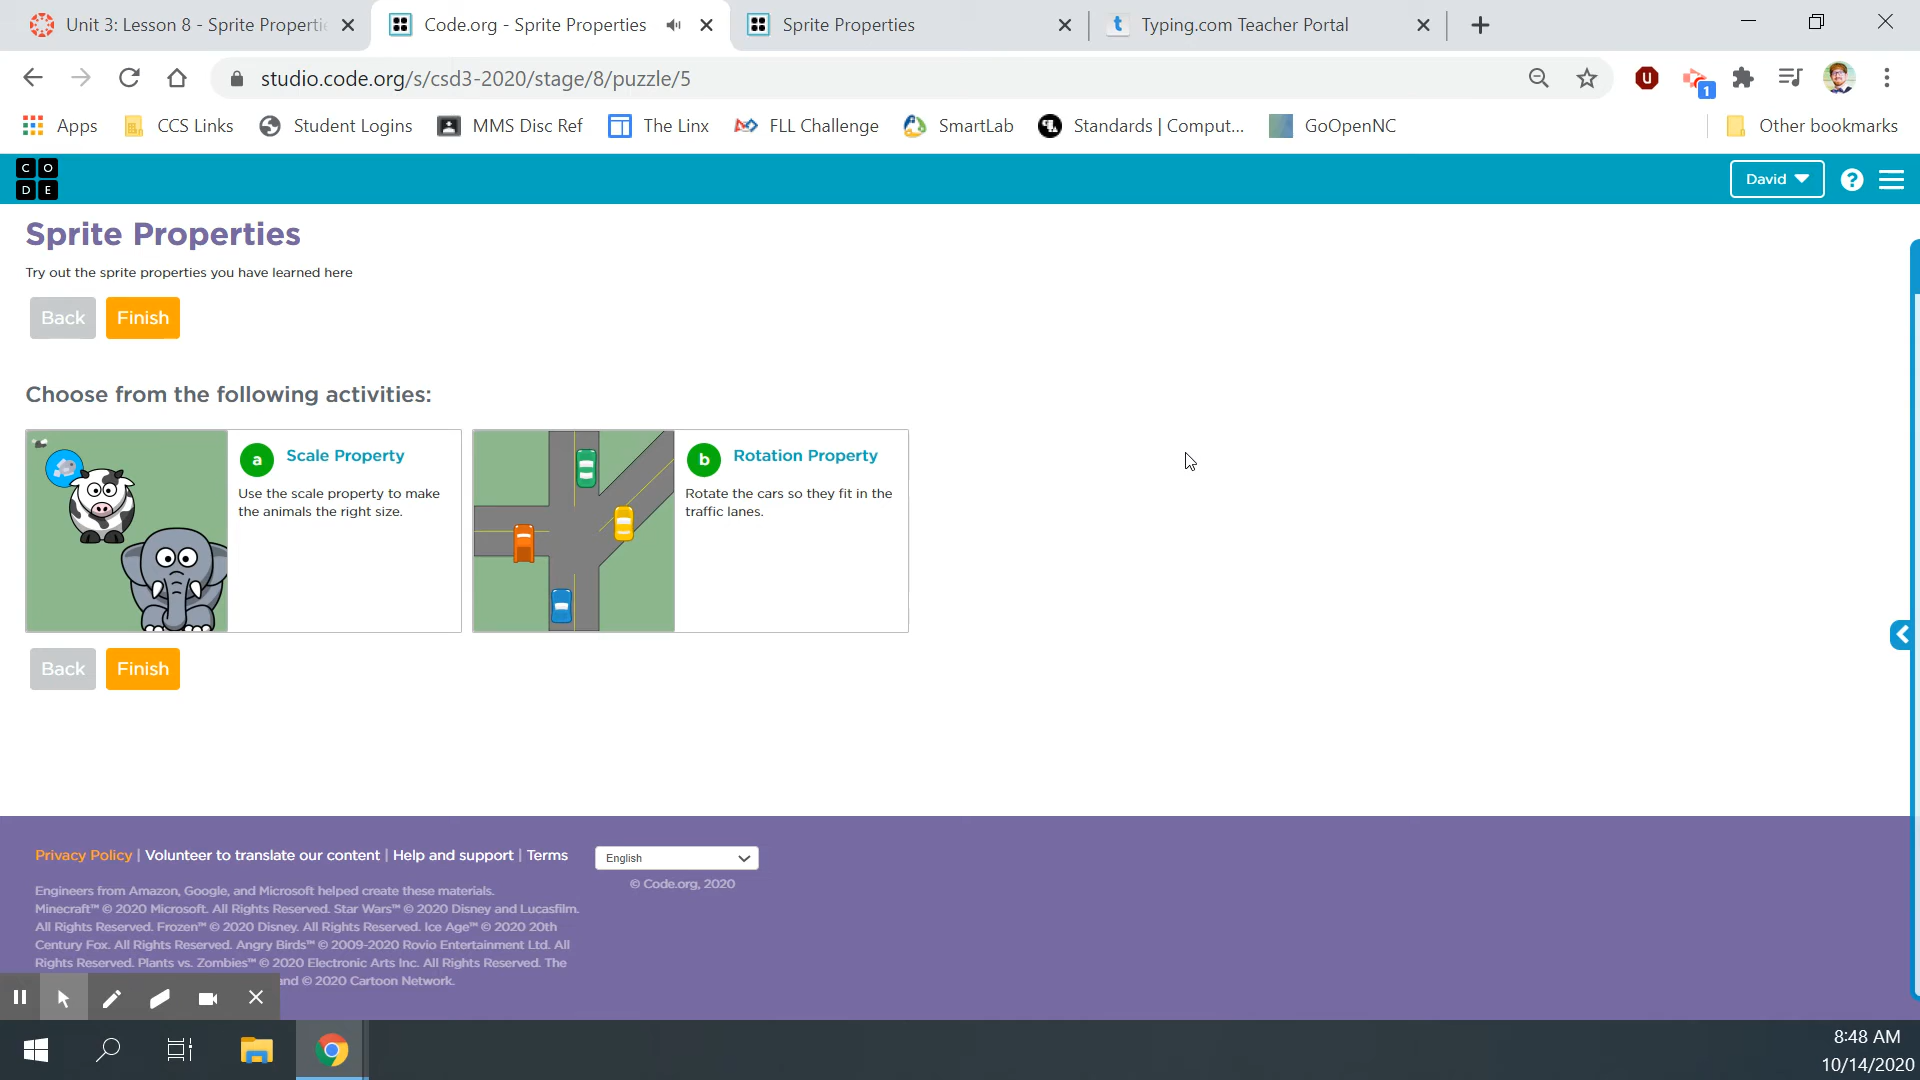 Unit 3: Lesson 8 - Sprite Properti
Code.org - Sprite Properties
Sprite Properties
Typing.com Teacher Portal
studio.code.org/s/csd3-2020/stage/8/puzzle/5
1
Apps
CCS Links
Student Logins
MMS Disc Ref
The Linx
FLL Challenge
SmartLab
Standards | Comput...
GoOpenNC
Other bookmarks
C O
D E
David
?
Sprite Properties
Try out the sprite properties you have learned here
Back
Finish
Choose from the following activities:
a
Scale Property
Use the scale property to make
the animals the right size.
b
Rotation Property
Rotate the cars so they fit in the
traffic lanes.
Back
Finish
Privacy Policy | Volunteer to translate our content | Help and support | Terms
English
© Code.org, 2020
Engineers from Amazon, Google, and Microsoft helped create these materials.
Minecraft™ © 2020 Microsoft. All Rights Reserved. Star Wars™ © 2020 Disney and Lucasfilm.
All Rights Reserved. Frozen™ © 2020 Disney. All Rights Reserved. Ice Age™ © 2020 20th
Century Fox. All Rights Reserved. Angry Birds™ © 2009-2020 Rovio Entertainment Ltd. All
Rights Reserved. Plants vs. Zombies™ © 2020 Electronic Arts Inc. All Rights Reserved. The
and © 2020 Cartoon Network.
8:48 AM
10/14/2020